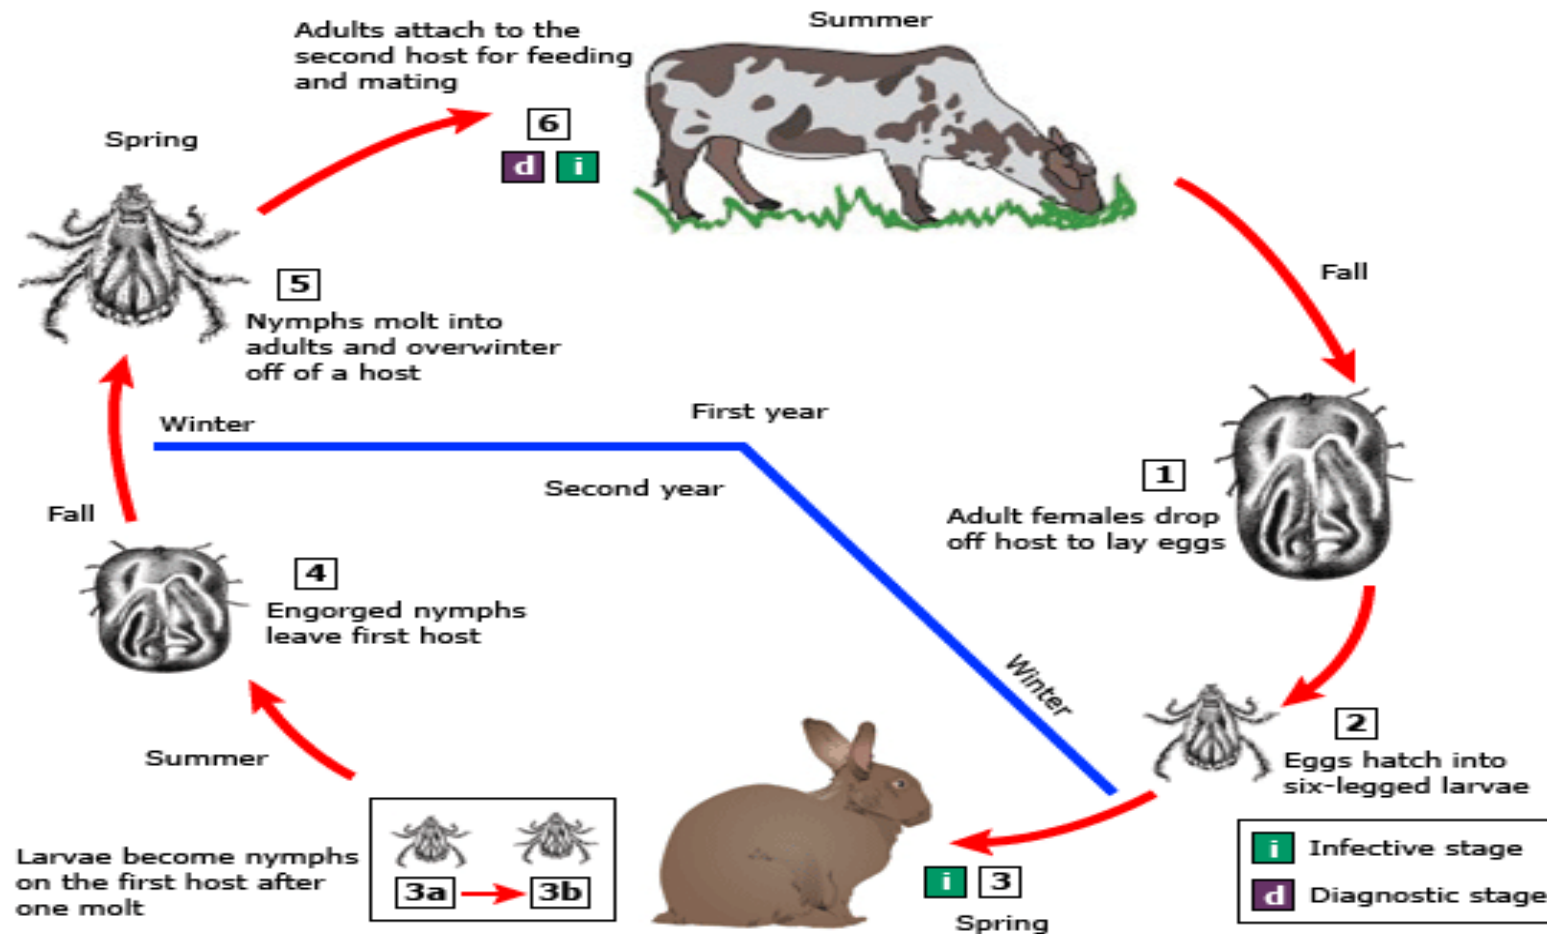 Summer
Adults attach to the
second host for feeding
and mating
6
d i
Spring
5
Nymphs molt into
adults and overwinter
off of a host
Fall
Winter
First year
Second year
1
Adult females drop
off host to lay eggs
Fall
4
Engorged nymphs
leave first host
Winter
2
Eggs hatch into
six-legged larvae
Summer
Larvae become nymphs
on the first host after
one molt
3a 3b
i 3
Spring
i Infective stage
d Diagnostic stage